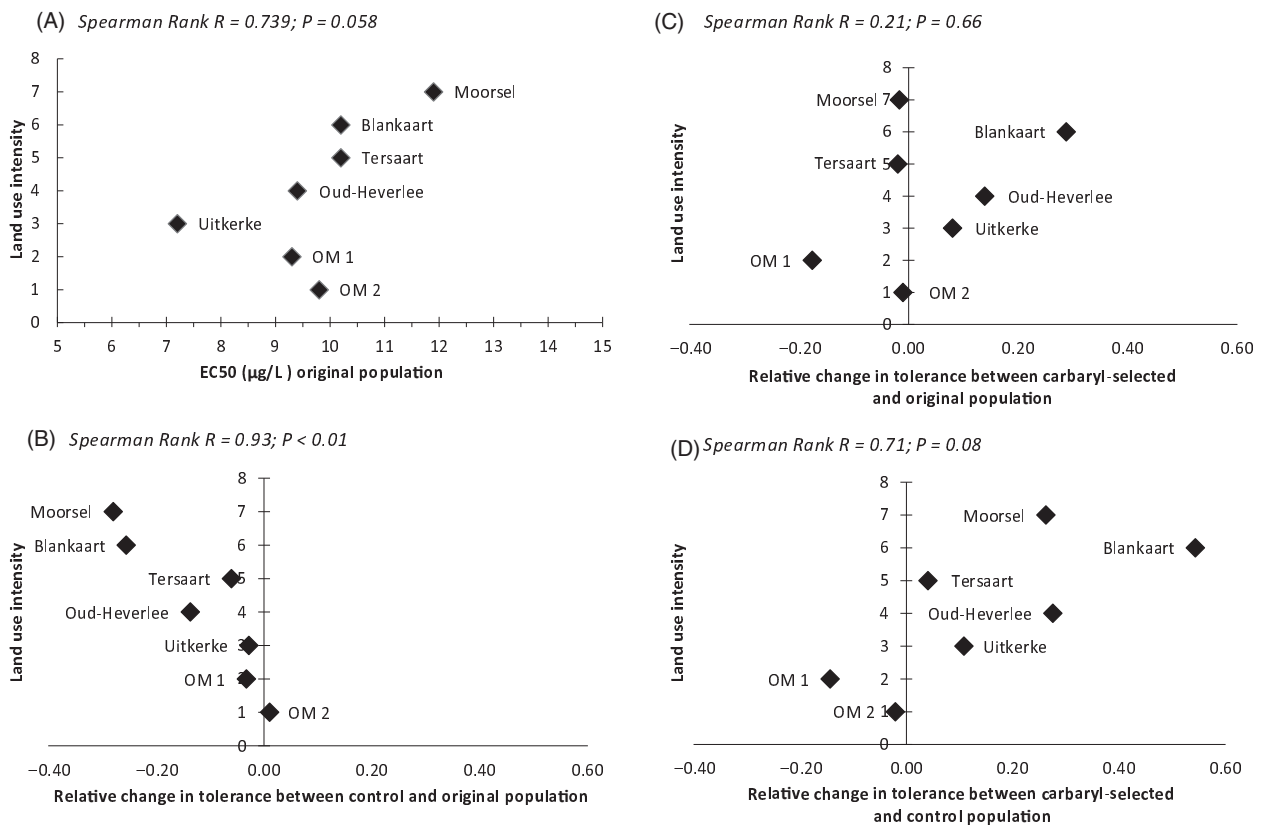 (A) Spearman Rank R = 0.739; P = 0.058
8
7
6
5
4
3
2
1
0
Land use intensity
Moorsel
Blankaart
Tersaart
Oud-Heverlee
Uitkerke
OM 1
OM 2
5 6 7 8 9 10 11 12 13 14 15
EC50 (µg/L ) original population
(B) Spearman Rank R = 0.93; P < 0.01
8
7
6
5
4
3
2
1
0
Land use intensity
Moorsel
Blankaart
Tersaart
Oud-Heverlee
Uitkerke
OM 1
OM 2
−0.40 −0.20 0.00 0.20 0.40 0.60
Relative change in tolerance between control and original population
(C) Spearman Rank R = 0.21; P = 0.66
8
7
6
5
4
3
2
1
0
Land use intensity
Moorsel
Blankaart
Tersaart
Oud-Heverlee
Uitkerke
OM 1
OM 2
−0.40 −0.20 0.00 0.20 0.40 0.60
Relative change in tolerance between carbaryl-selected
and original population
(D) Spearman Rank R = 0.71; P = 0.08
8
7
6
5
4
3
2
1
0
Land use intensity
Moorsel
Blankaart
Tersaart
Oud-Heverlee
Uitkerke
OM 1
OM 2
−0.40 −0.20 0.00 0.20 0.40 0.60
Relative change in tolerance between carbaryl-selected
and control population